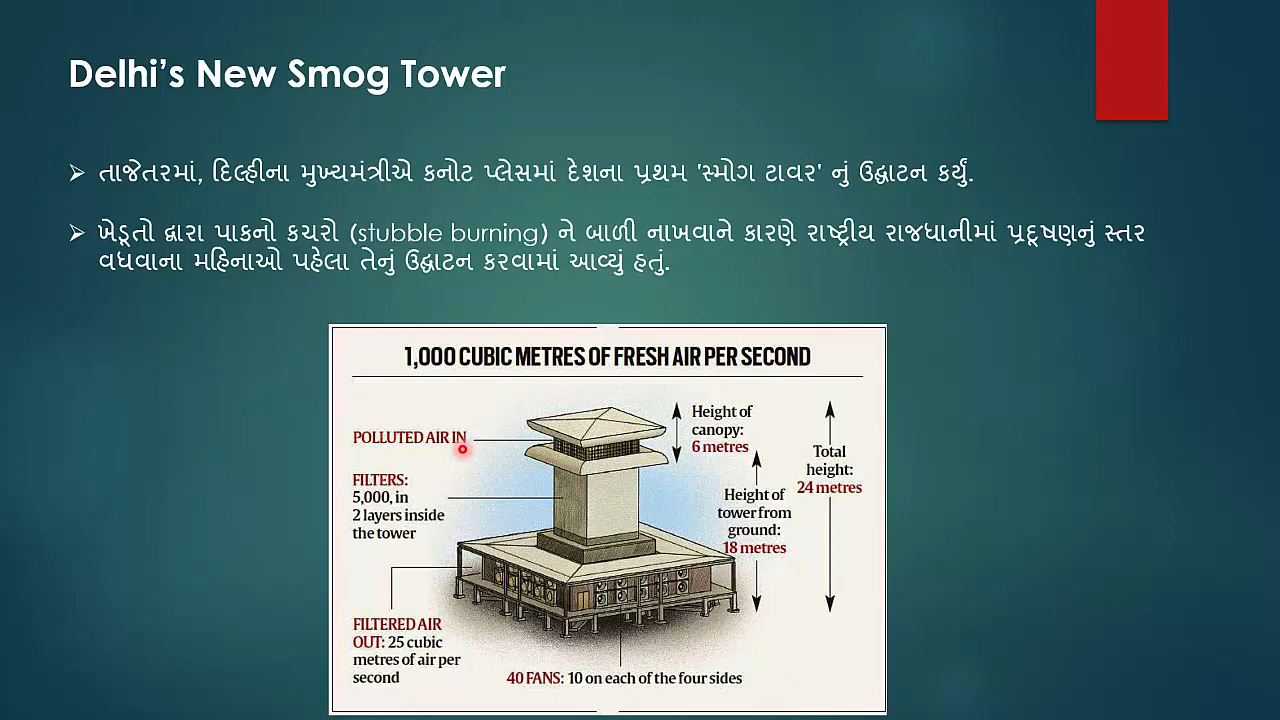 Delhi’s New Smog Tower
તાજેતરમાં, દિલ્હીના મુખ્યમંત્રીએ કનોટ પ્લેસમાં દેશના પ્રથમ 'સ્મોગ ટાવર' નું ઉદ્ઘાટન કર્યું.
ખેડૂતો દ્વારા પાકનો કચરો (stubble burning) ને બાળી નાખવાને કારણે રાષ્ટ્રીય રાજધાનીમાં પ્રદૂષણનું સ્તર
વધવાના મહિનાઓ પહેલા તેનું ઉદ્ઘાટન કરવામાં આવ્યું હતું.
1,000 CUBIC METRES OF FRESH AIR PER SECOND
POLLUTED AIR IN
FILTERS:
5,000, in
2 layers inside
the tower
FILTERED AIR
OUT: 25 cubic
metres of air per
second
40 FANS: 10 on each of the four sides
Height of
canopy:
6 metres
Height of
tower from
ground:
18 metres
Total
height:
24 metres